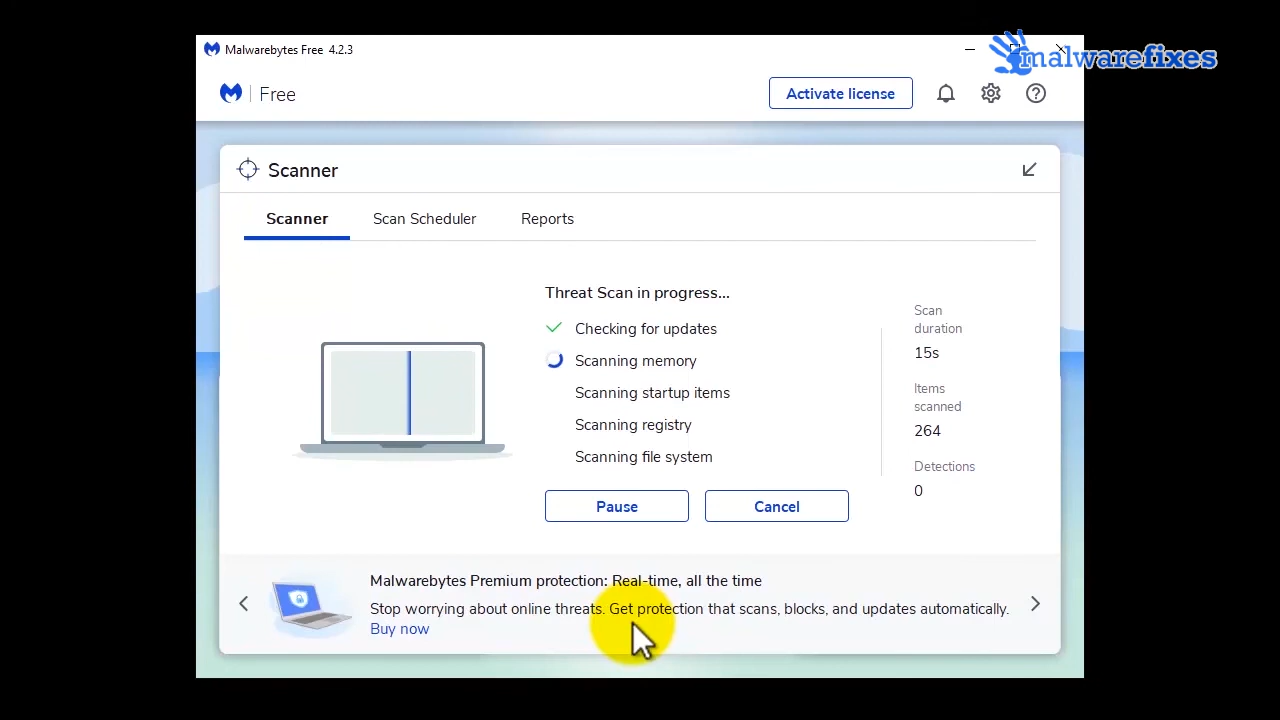 Malwarebytes Free 4.2.3
malwarefixes
Free
Activate license
Scanner
Scanner
Scan Scheduler
Reports
Threat Scan in progress...
Checking for updates
Scanning memory
Scanning startup items
Scanning registry
Scanning file system
Pause
Cancel
Scan
duration
15s
Items
scanned
264
Detections
0
Malwarebytes Premium protection: Real-time, all the time
Stop worrying about online threats. Get protection that scans, blocks, and updates automatically.
Buy now